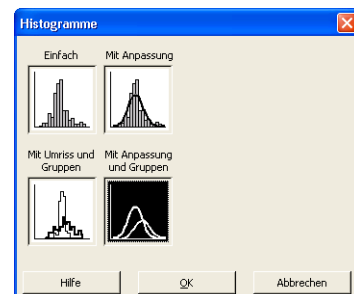 Histogramme
Einfach
Mit Anpassung
Mit Umriss und
Gruppen
Mit Anpassung
und Gruppen
Hilfe
OK
Abbrechen